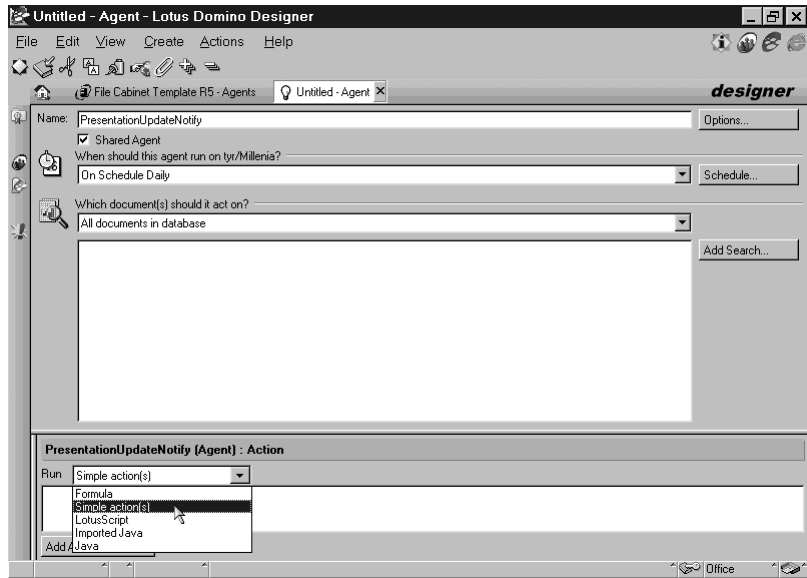 Untitled - Agent - Lotus Domino Designer
File Edit View Create Actions Help
File Cabinet Template R5 - Agents Untitled - Agent designer
Name: PresentationUpdateNotify Options...
Shared Agent
When should this agent run on tyr/Millenia?
On Schedule Daily Schedule...
Which document(s) should it act on?
All documents in database
Add Search...
PresentationUpdateNotify (Agent) : Action
Run Simple action(s)
Formula
Simple action(s)
LotusScript
Imported Java
Add Java
Office